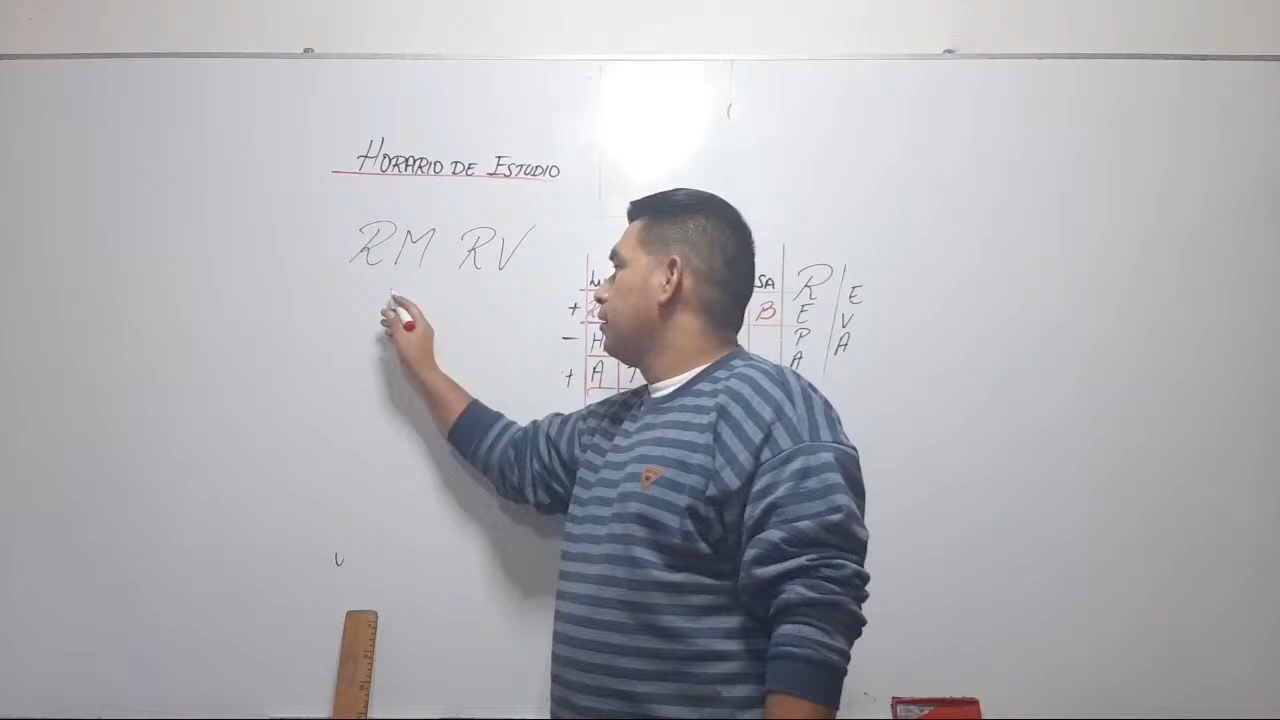 HORARIO DE ESTUDIO
RM RV
SA
+ B
- H
+ A
R E P A
E V A